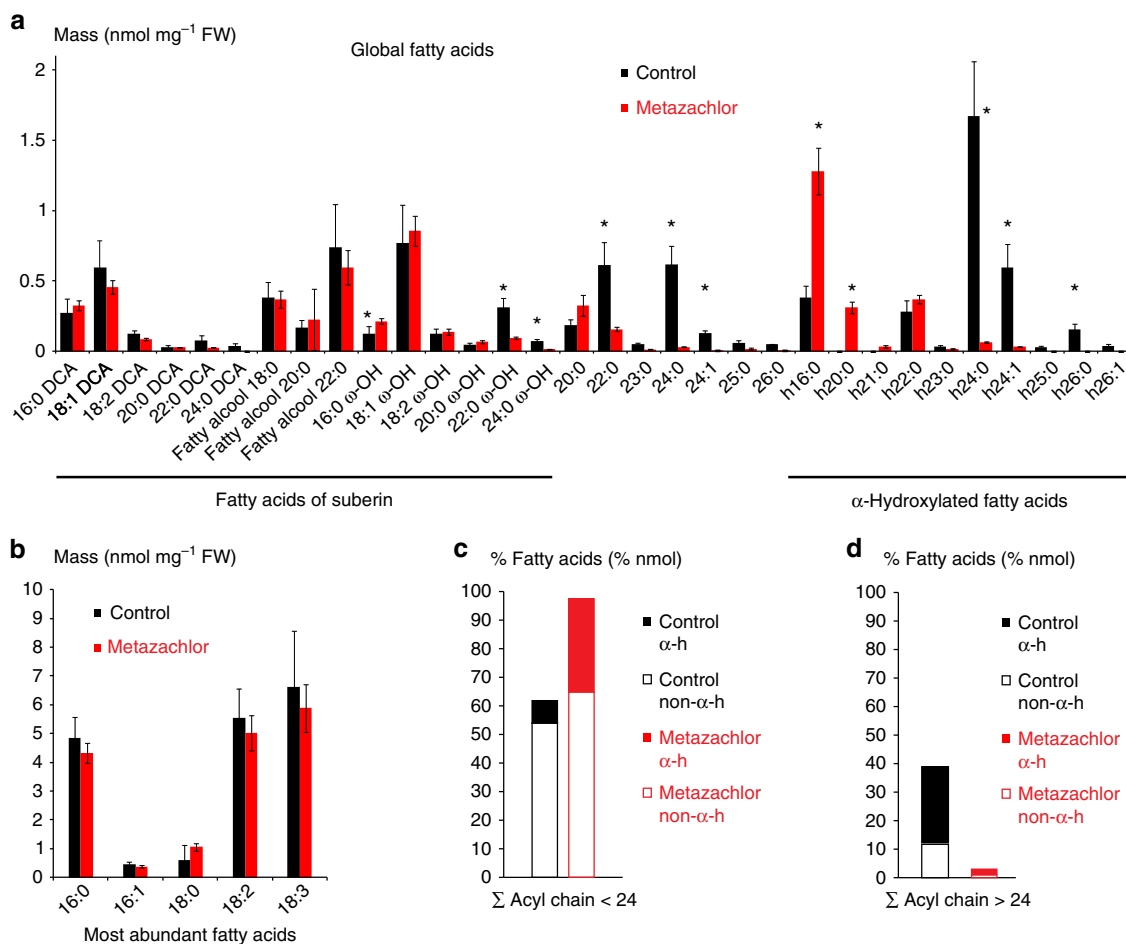 a
Mass (nmol mg⁻¹ FW)
Global fatty acids
Control
Metazachlor
2
1.5
1
0.5
0
*
*
*
*
*
*
*
*
*
*
*
16:0 DCA
18:1 DCA
18:2 DCA
20:0 DCA
22:0 DCA
24:0 DCA
Fatty alcool 18:0
Fatty alcool 20:0
Fatty alcool 22:0
16:0 ω-OH
18:1 ω-OH
18:2 ω-OH
20:0 ω-OH
22:0 ω-OH
24:0 ω-OH
20:0
22:0
23:0
24:0
24:1
25:0
26:0
h16:0
h20:0
h21:0
h22:0
h23:0
h24:0
h24:1
h25:0
h26:0
h26:1
Fatty acids of suberin
α-Hydroxylated fatty acids
b
Mass (nmol mg⁻¹ FW)
10
9
8
7
6
5
4
3
2
1
0
Control
Metazachlor
16:0
16:1
18:0
18:2
18:3
Most abundant fatty acids
c
% Fatty acids (% nmol)
100
90
80
70
60
50
40
30
20
10
0
Control
α-h
Control
non-α-h
Metazachlor
α-h
Metazachlor
non-α-h
Σ Acyl chain < 24
d
% Fatty acids (% nmol)
100
90
80
70
60
50
40
30
20
10
0
Control
α-h
Control
non-α-h
Metazachlor
α-h
Metazachlor
non-α-h
Σ Acyl chain > 24